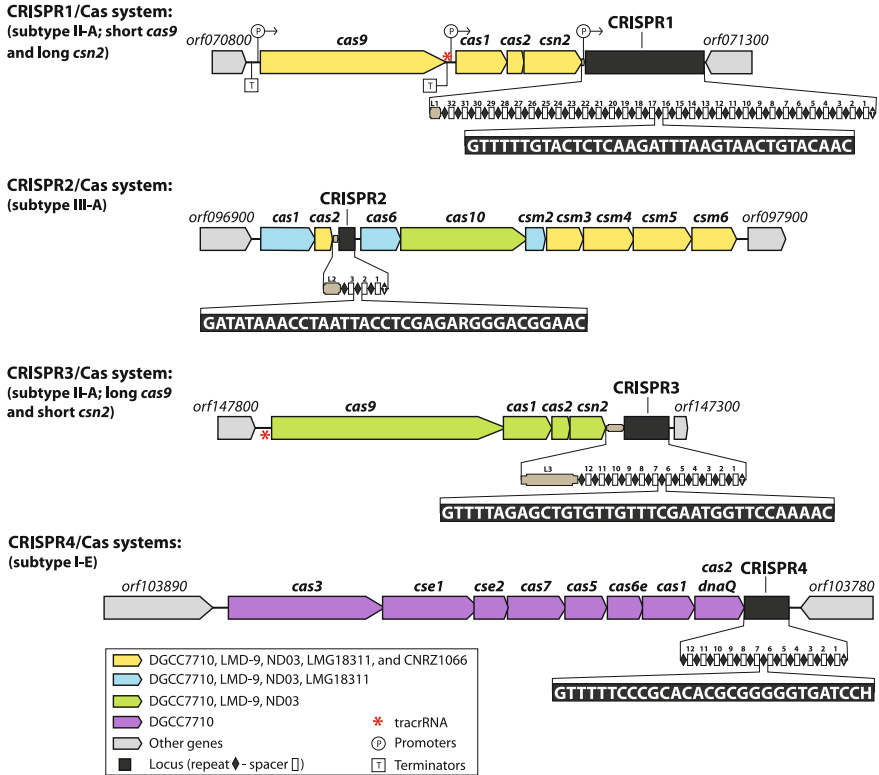 CRISPR1/Cas system:
(subtype II-A; short cas9
and long csn2)
orf070800
P
cas9
P
*
cas1
cas2
csn2
P
CRISPR1
orf071300
T
T
L1 32 31 30 29 28 27 26 25 24 23 22 21 20 19 18 17 16 15 14 13 12 11 10 9 8 7 6 5 4 3 2 1
GTTTTTGTACTCTCAAGATTTAAGTAACTGTACAAC
CRISPR2/Cas system:
(subtype III-A)
orf096900
cas1
cas2
CRISPR2
cas6
cas10
csm2
csm3
csm4
csm5
csm6
orf097900
L2 3 2 1
GATATAAACCTAATTACCTCGAGARGGGACGGAAC
CRISPR3/Cas system:
(subtype II-A; long cas9
and short csn2)
orf147800
*
cas9
cas1
cas2
csn2
CRISPR3
orf147300
L3 12 11 10 9 8 7 6 5 4 3 2 1
GTTTTAGAGCTGTGTTGTTTCGAATGGTTCCAAAAC
CRISPR4/Cas systems:
(subtype I-E)
orf103890
cas3
cse1
cse2
cas7
cas5
cas6e
cas1
cas2
dnaQ
CRISPR4
orf103780
12 11 10 9 8 7 6 5 4 3 2 1
GTTTTTCCCGCACACGCGGGGGTGATCCH
DGCC7710, LMD-9, ND03, LMG18311, and CNRZ1066
DGCC7710, LMD-9, ND03, LMG18311
DGCC7710, LMD-9, ND03
DGCC7710
* tracrRNA
Other genes
P Promoters
Locus (repeat ♦- spacer ▯)
T Terminators